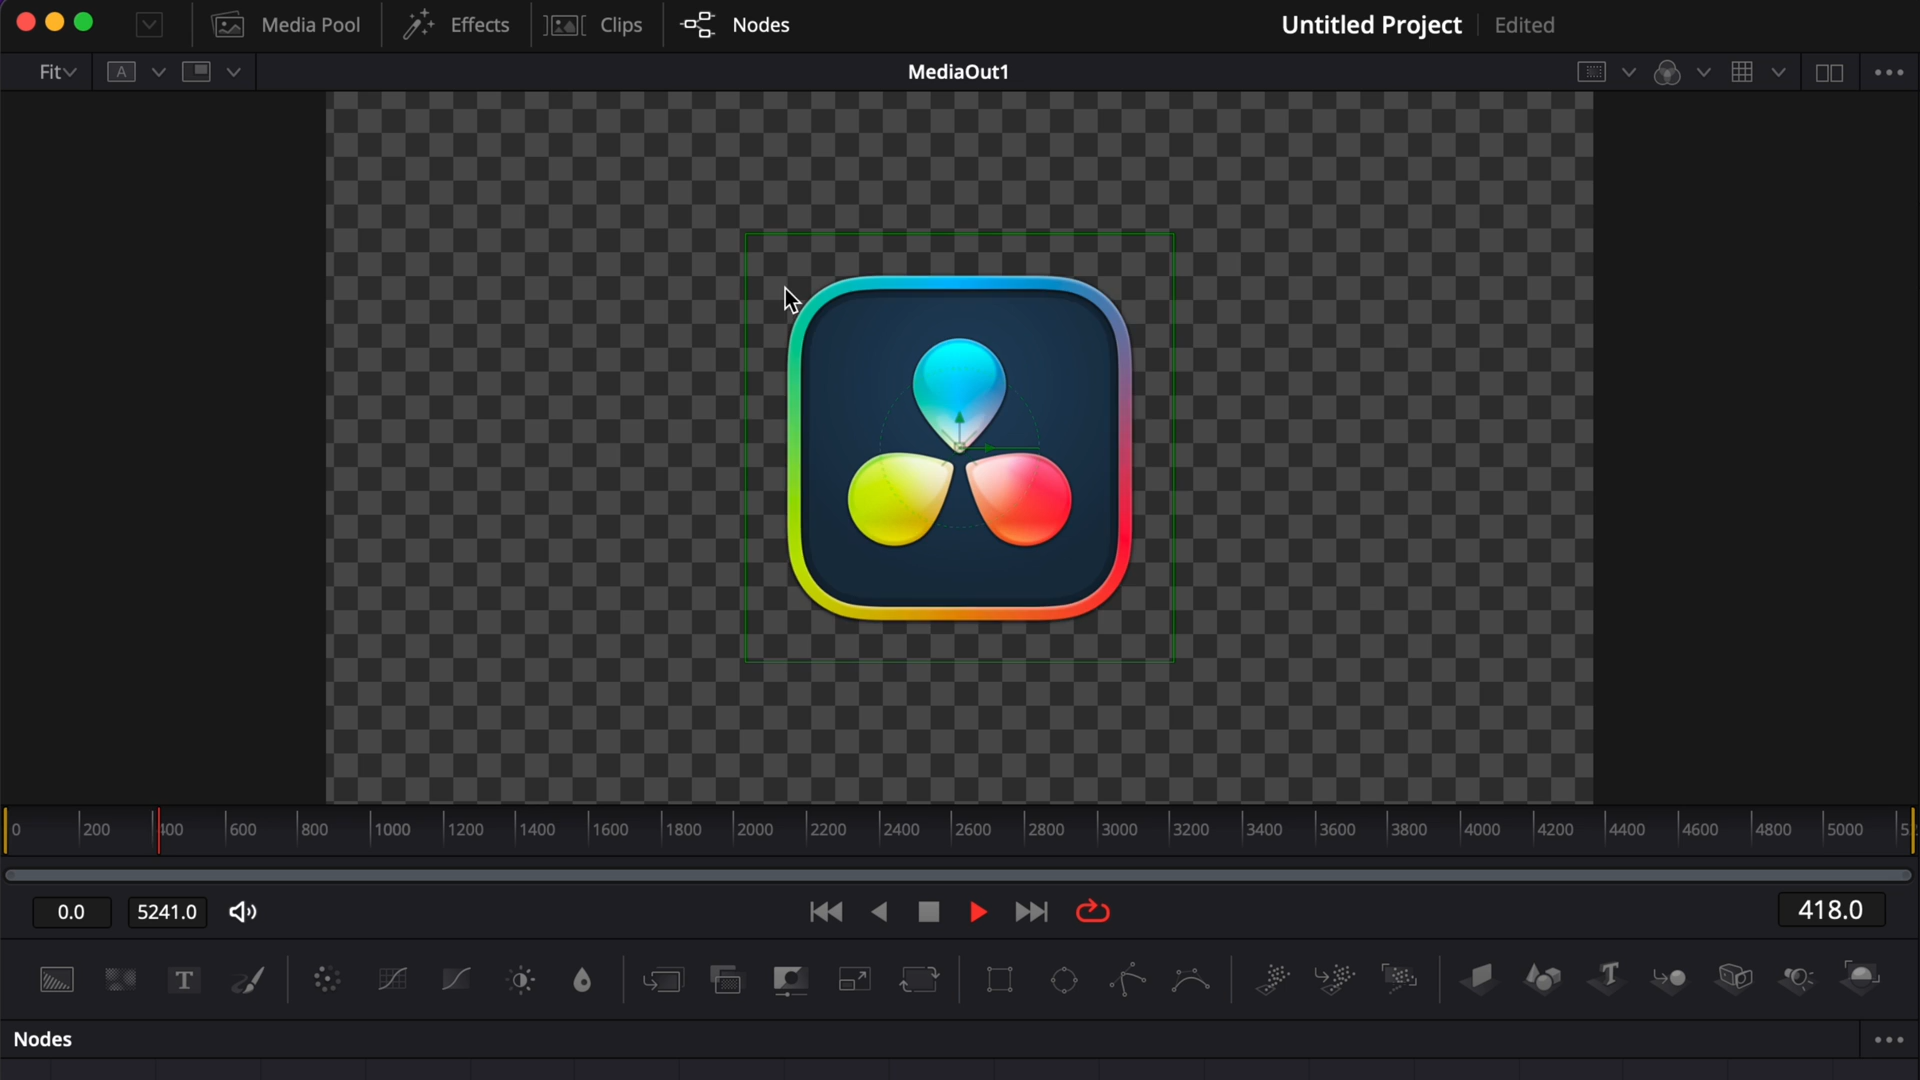 Media Pool Effects Clips Nodes Untitled Project Edited
Fit A MediaOut1
0 200 400 600 800 1000 1200 1400 1600 1800 2000 2200 2400 2600 2800 3000 3200 3400 3600 3800 4000 4200 4400 4600 4800 5000
0.0 5241.0 418.0
T T
Nodes